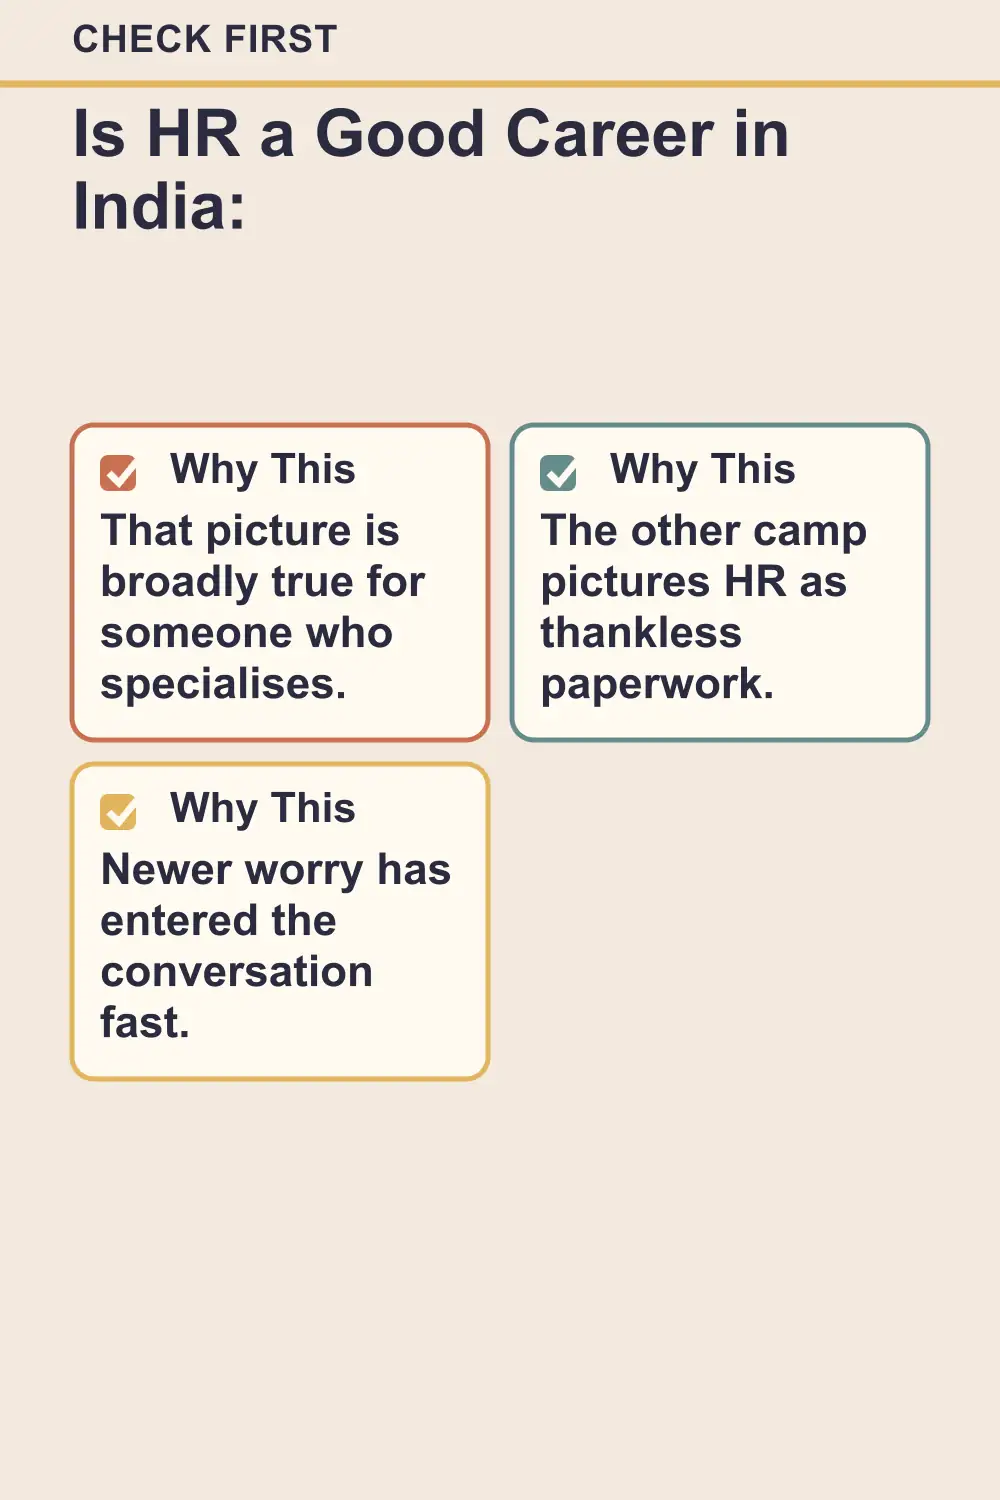 CHECK FIRST
Is HR a Good Career in
India:
Why This
That picture is
broadly true for
someone who
specialises.
Why This
The other camp
pictures HR as
thankless
paperwork.
Why This
Newer worry has
entered the
conversation
fast.